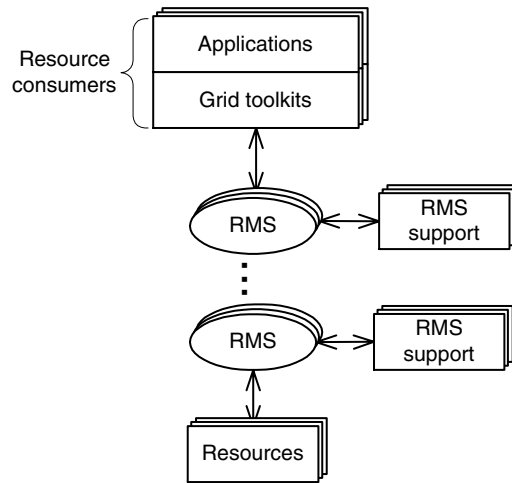 Applications
Resource
consumers
Grid toolkits
RMS
RMS
support
RMS
RMS
support
Resources